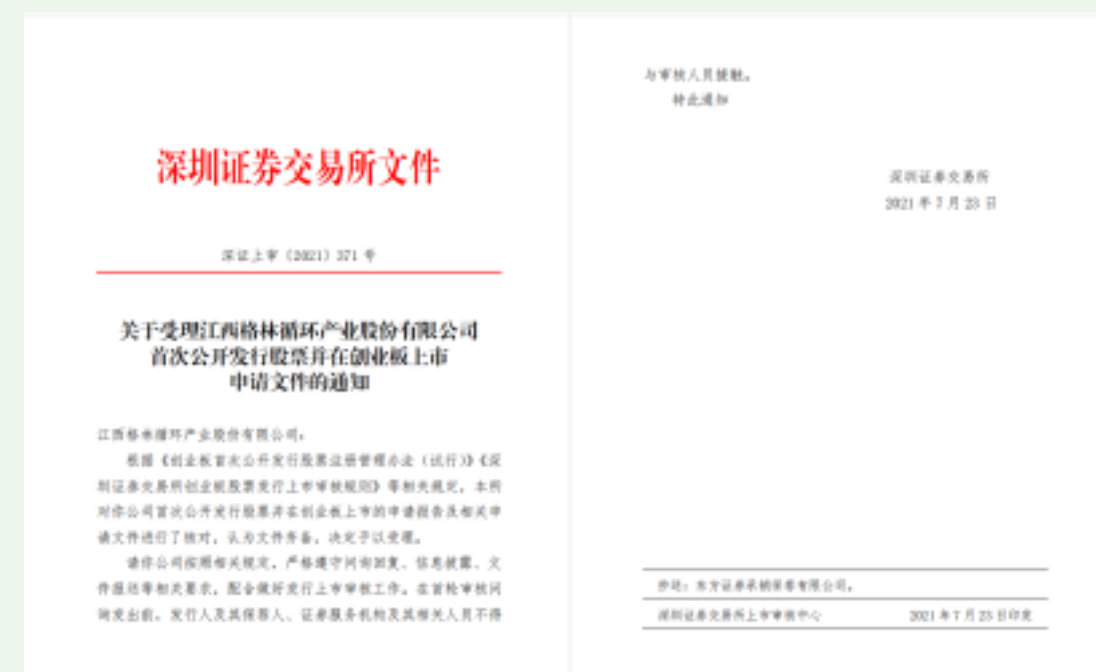 深圳证券交易所文件
深证上审〔2021〕371 号
关于受理江西格林循环产业股份有限公司
首次公开发行股票并在创业板上市
申请文件的通知
江西格林循环产业股份有限公司:
根据《创业板首次公开发行股票注册管理办法(试行)》《深
圳证券交易所创业板股票发行上市审核规则》等相关规定,本所
对你公司首次公开发行股票并在创业板上市的申请报告及相关申
请文件进行了核对,认为文件齐备,决定予以受理。
请你公司按照相关规定,严格遵守问询回复、信息披露、文
件报送等相关要求,配合做好发行上市审核工作。在首轮审核问
询发出前,发行人及其保荐人、证券服务机构及其相关人员不得
与审核人员接触。
特此通知
深圳证券交易所
2021 年 7 月 23 日
抄送:东方证券承销保荐有限公司。
深圳证券交易所上市审核中心 2021 年 7 月 23 日印发